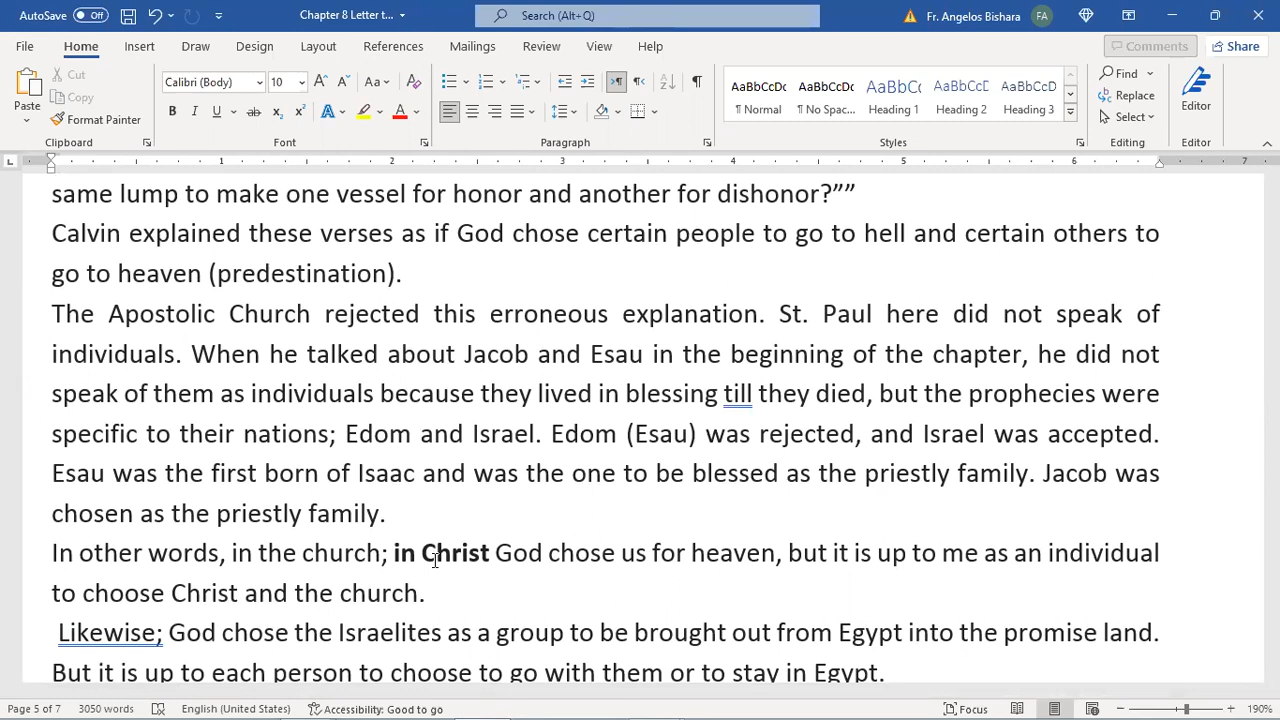 AutoSave Off Chapter 8 Letter t... Search (Alt+Q) Fr. Angelos Bishara FA
File Home Insert Draw Design Layout References Mailings Review View Help Comments Share
Paste Cut Copy Format Painter Calibri (Body) 10 AaBbCcDc AaBbCcDc AaBbCc AaBbCcD AaBbCcD Find Replace Select Editor
¶ Normal ¶ No Spac... Heading 1 Heading 2 Heading 3
Clipboard Font Paragraph Styles Editing Editor
1 2 3 4 5 6 7
same lump to make one vessel for honor and another for dishonor?””
Calvin explained these verses as if God chose certain people to go to hell and certain others to
go to heaven (predestination).
The Apostolic Church rejected this erroneous explanation. St. Paul here did not speak of
individuals. When he talked about Jacob and Esau in the beginning of the chapter, he did not
speak of them as individuals because they lived in blessing till they died, but the prophecies were
specific to their nations; Edom and Israel. Edom (Esau) was rejected, and Israel was accepted.
Esau was the first born of Isaac and was the one to be blessed as the priestly family. Jacob was
chosen as the priestly family.
In other words, in the church; in Christ God chose us for heaven, but it is up to me as an individual
to choose Christ and the church.
Likewise; God chose the Israelites as a group to be brought out from Egypt into the promise land.
But it is up to each person to choose to go with them or to stay in Egypt.
Page 5 of 7 3050 words English (United States) Accessibility: Good to go Focus 190%